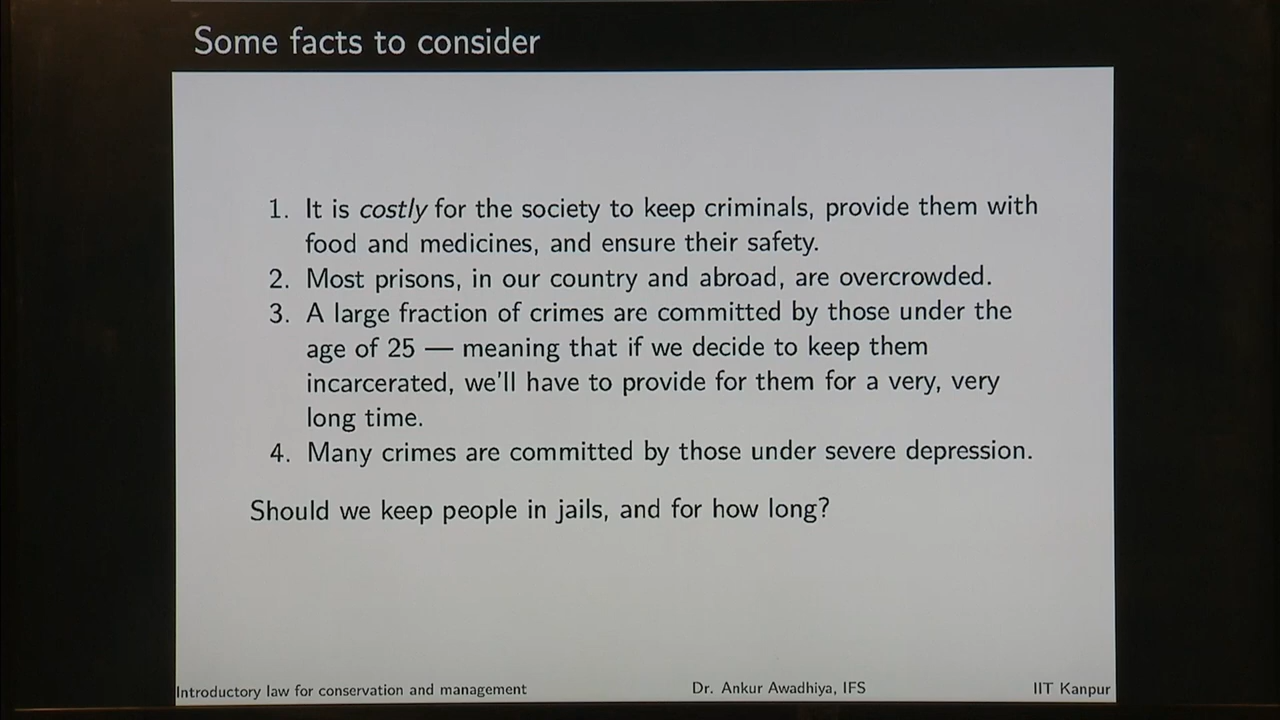 Some facts to consider
1. It is costly for the society to keep criminals, provide them with
food and medicines, and ensure their safety.
2. Most prisons, in our country and abroad, are overcrowded.
3. A large fraction of crimes are committed by those under the
age of 25 — meaning that if we decide to keep them
incarcerated, we'll have to provide for them for a very, very
long time.
4. Many crimes are committed by those under severe depression.
Should we keep people in jails, and for how long?
Introductory law for conservation and management Dr. Ankur Awadhiya, IFS IIT Kanpur